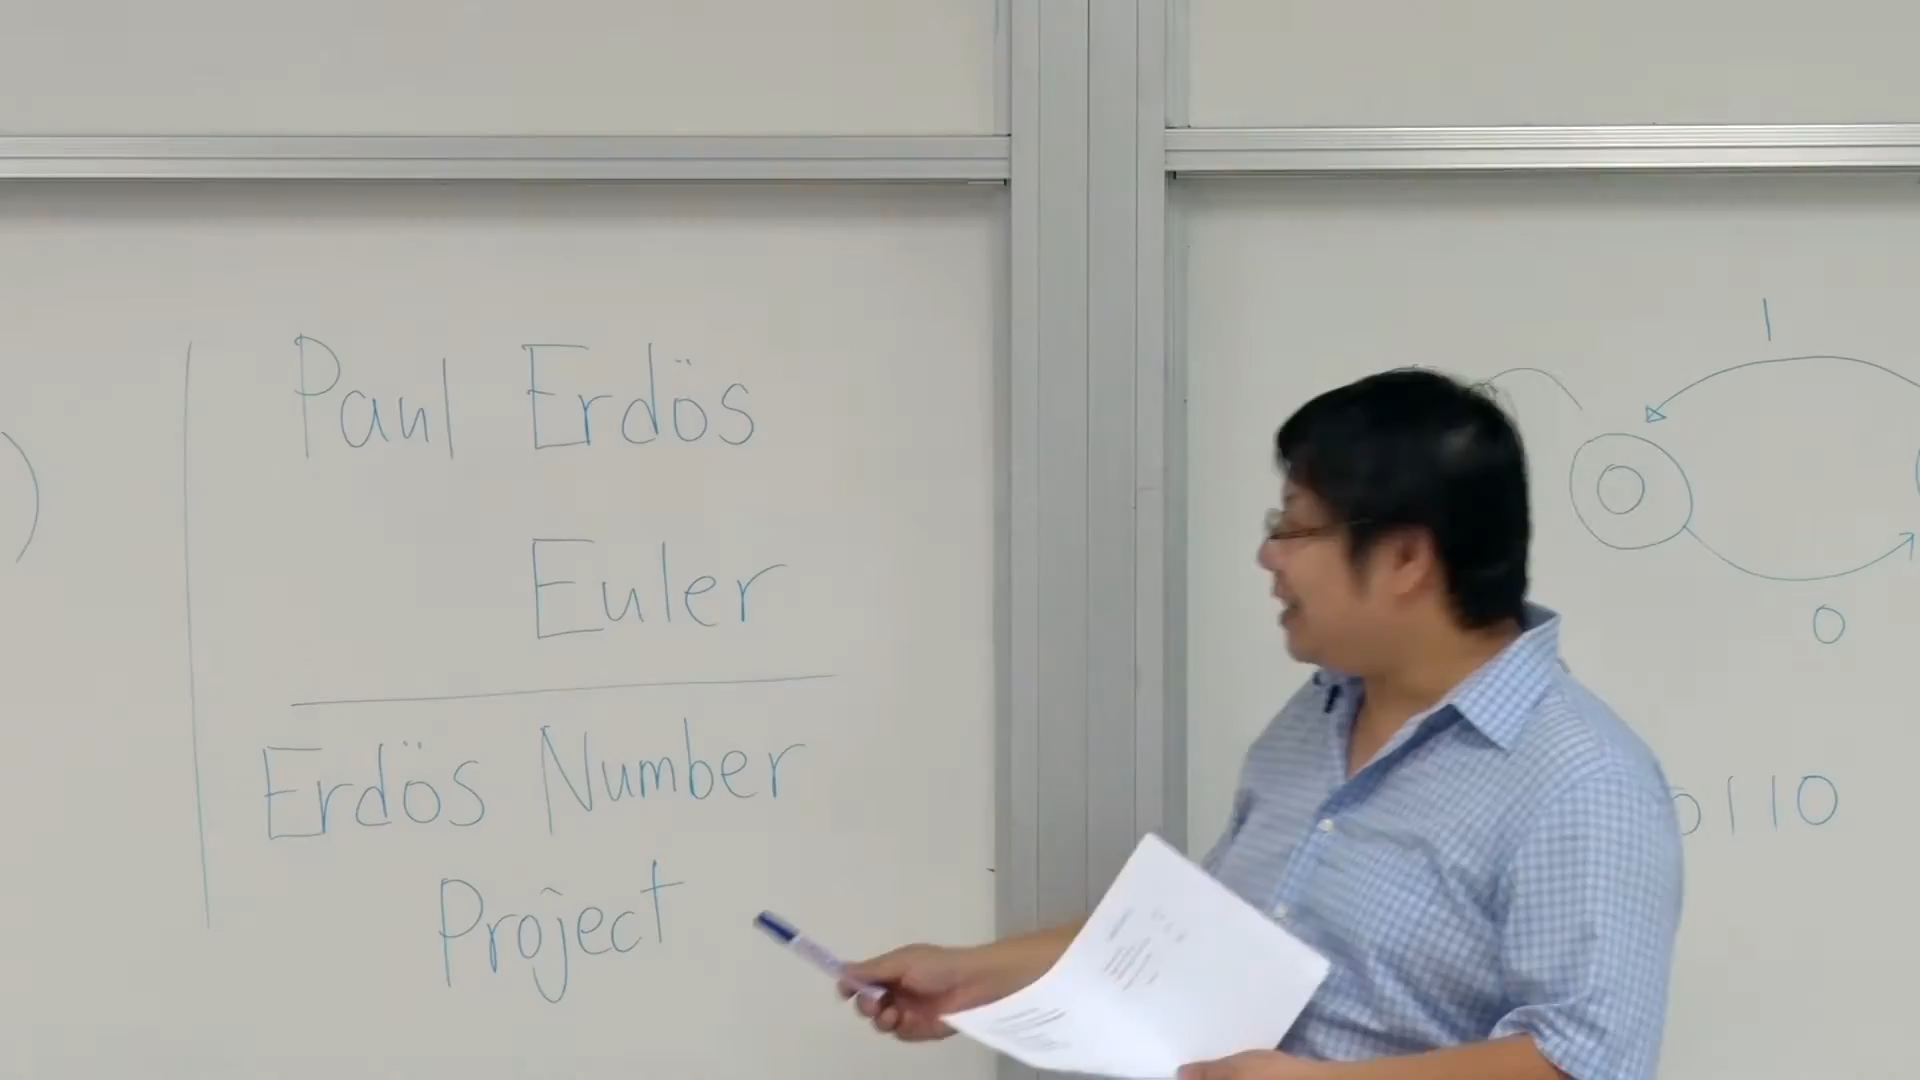 Paul Erdös
Euler
Erdös Number
Project
1
0
0110